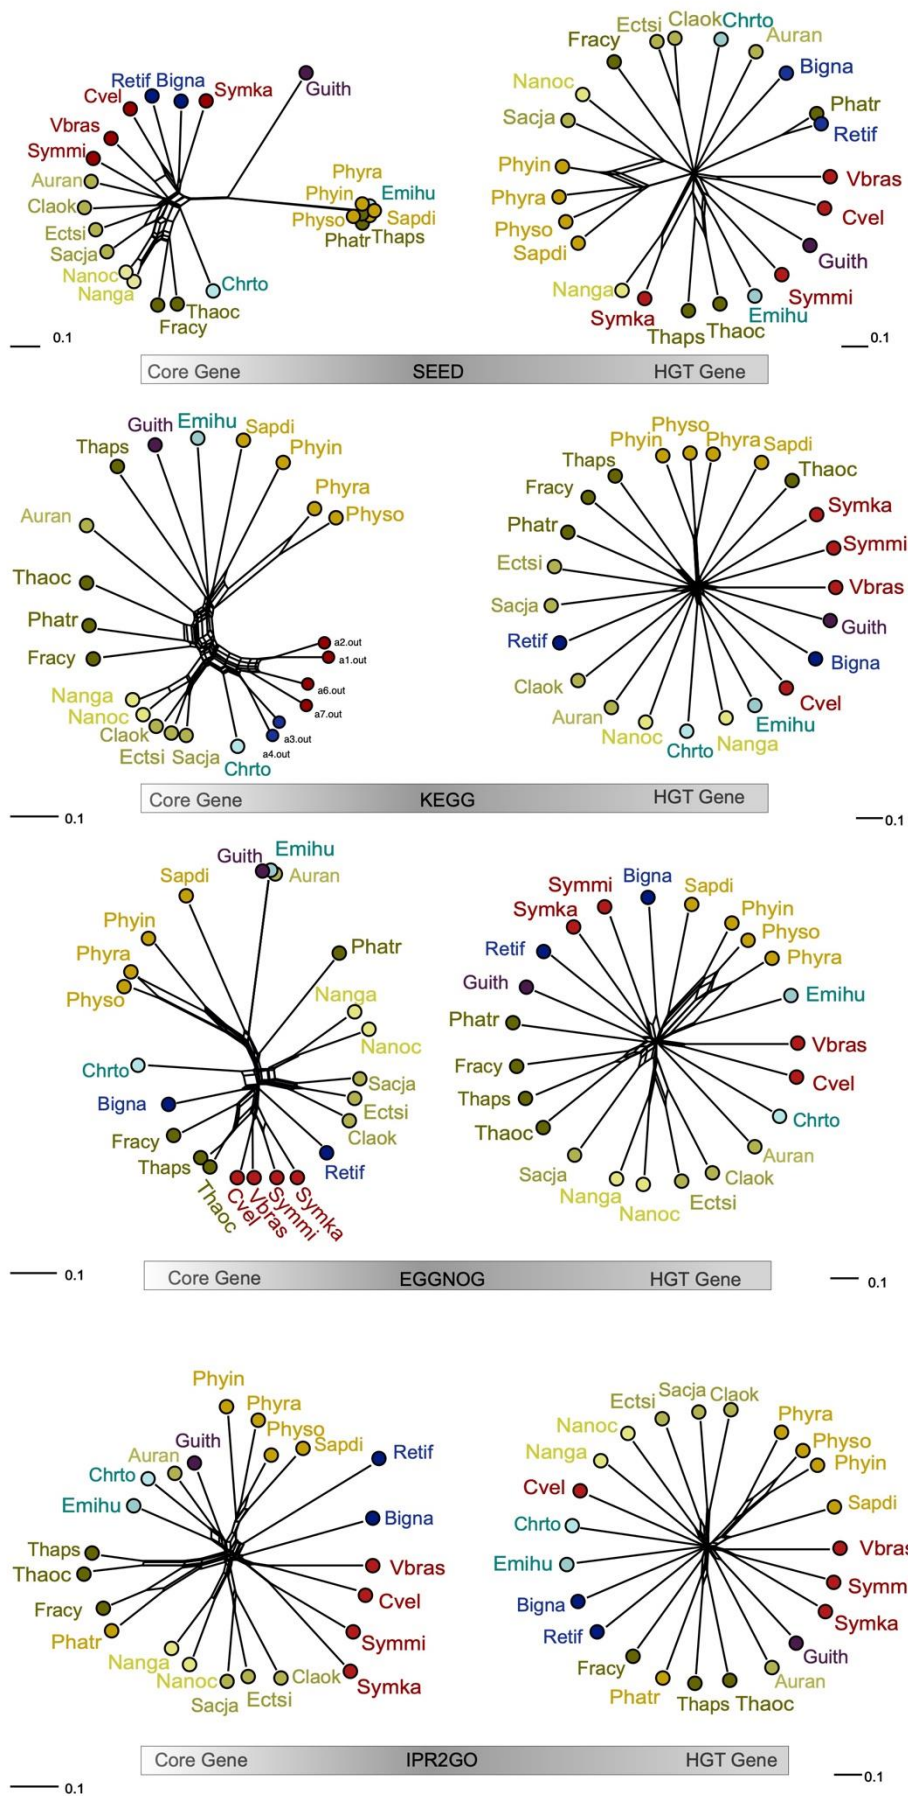 Ectsi Claok Chrto
Fracy Auran
Retif Bigna Symka Guith Bigna
Cvel Nanoc
Vbras Sacja Phatr
Symmi Retif
Phyra
Auran Phyin Emihu Phyin Vbras
Claok Physo Sapdi Phyra Cvel
Ectsi Phatr Thaps Physo
Sacja Sapdi Guith
Nanoc Chrto Nanga Symmi
Nanga Symka Emihu
Thaoc Thaps Thaoc
Fracy
0.1 0.1
Core Gene SEED HGT Gene
Guith Emihu Sapdi Physo
Thaps Phyin Phyin Phyra Sapdi
Thaps Thaoc
Phyra Fracy Symka
Auran Physo Phatr Symmi
Ectsi
Thaoc Sacja Vbras
Phatr Guith
a2.out Retif
Fracy a1.out Bigna
a6.out Claok Cvel
Nanga a7.out Auran Emihu
Nanoc Nanoc Nanga
Claok a3.out Chrto
Ectsi Sacja a4.out
Chrto
Core Gene KEGG HGT Gene
0.1 0.1
Guith Emihu Bigna
Sapdi Auran Symmi Sapdi
Symka Phyin
Phyin Phatr Physo
Phyra Retif Phyra
Physo Nanga Guith Emihu
Nanoc Phatr
Chrto Vbras
Sacja Fracy Cvel
Bigna Ectsi Thaps Chrto
Fracy Claok Thaoc
Thaps Retif Auran
Thaoc Cvel Vbras Symmi Symka Sacja Claok
Nanga Ectsi
Nanoc
Core Gene EGGNOG HGT Gene
0.1 0.1
Phyin Sacja Claok
Phyra Ectsi Phyra
Physo Nanoc Physo
Guith Sapdi Retif Nanga Phyin
Auran
Chrto Cvel Sapdi
Emihu Bigna Chrto
Thaps Vbras Emihu Vbras
Thaoc Cvel Bigna Symm
Fracy Retif Symka
Phatr Symmi Guith
Nanga Fracy Auran
Nanoc Claok Symka Phatr
Sacja Ectsi Thaps Thaoc
Core Gene IPR2GO HGT Gene
0.1 0.1